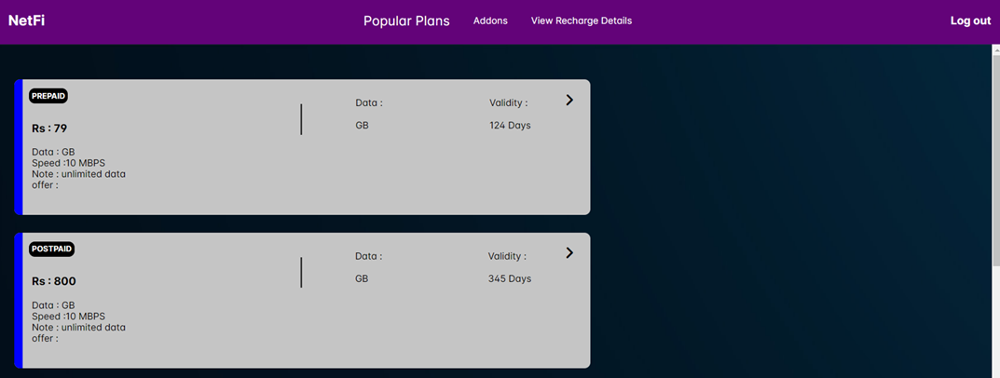 NetFi
Popular Plans
Addons
View Recharge Details
Log out
PREPAID
Rs : 79
Data : GB
Speed :10 MBPS
Note : unlimited data
offer :
Data :
GB
Validity :
124 Days
POSTPAID
Rs : 800
Data : GB
Speed :10 MBPS
Note : unlimited data
offer :
Data :
GB
Validity :
345 Days